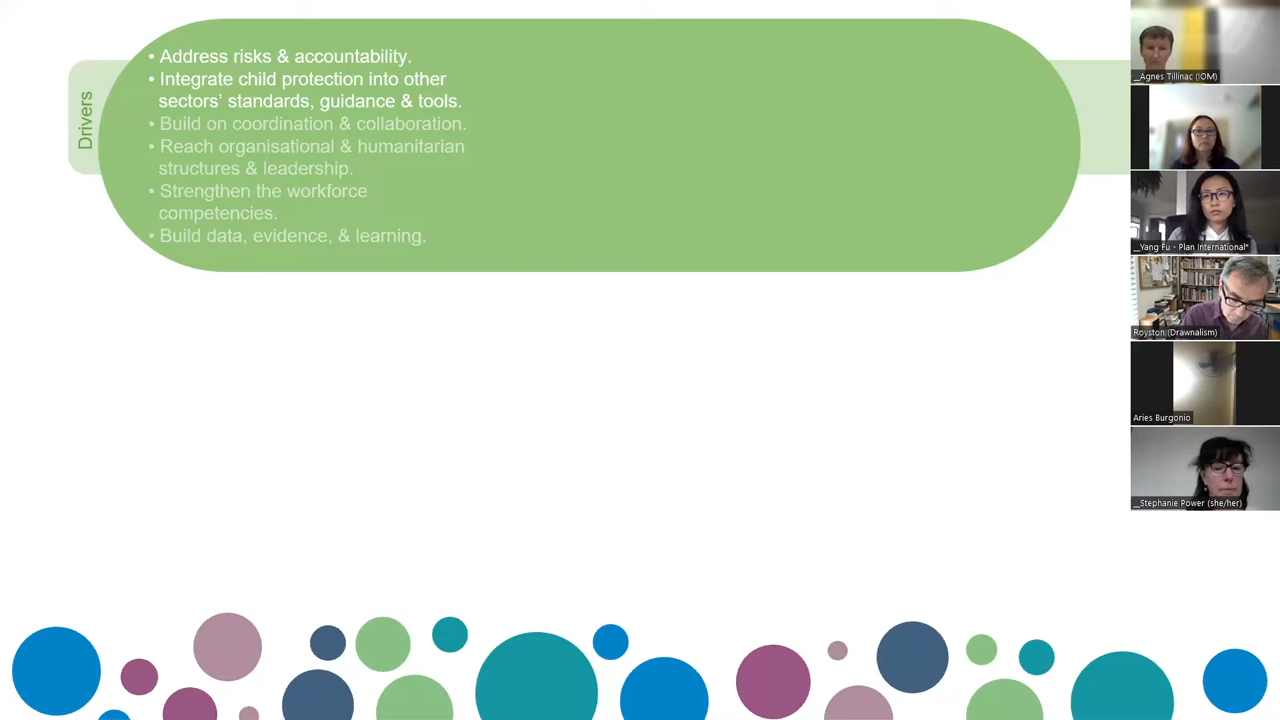 Drivers
• Address risks & accountability.
• Integrate child protection into other
sectors’ standards, guidance & tools.
• Build on coordination & collaboration.
• Reach organisational & humanitarian
structures & leadership.
• Strengthen the workforce
competencies.
• Build data, evidence, & learning.
_Agnes Tillinac (IOM)
_Yang Fu - Plan International*
Royston (Drawnalism)
Aries Burgonio
_Stephanie Power (she/her)